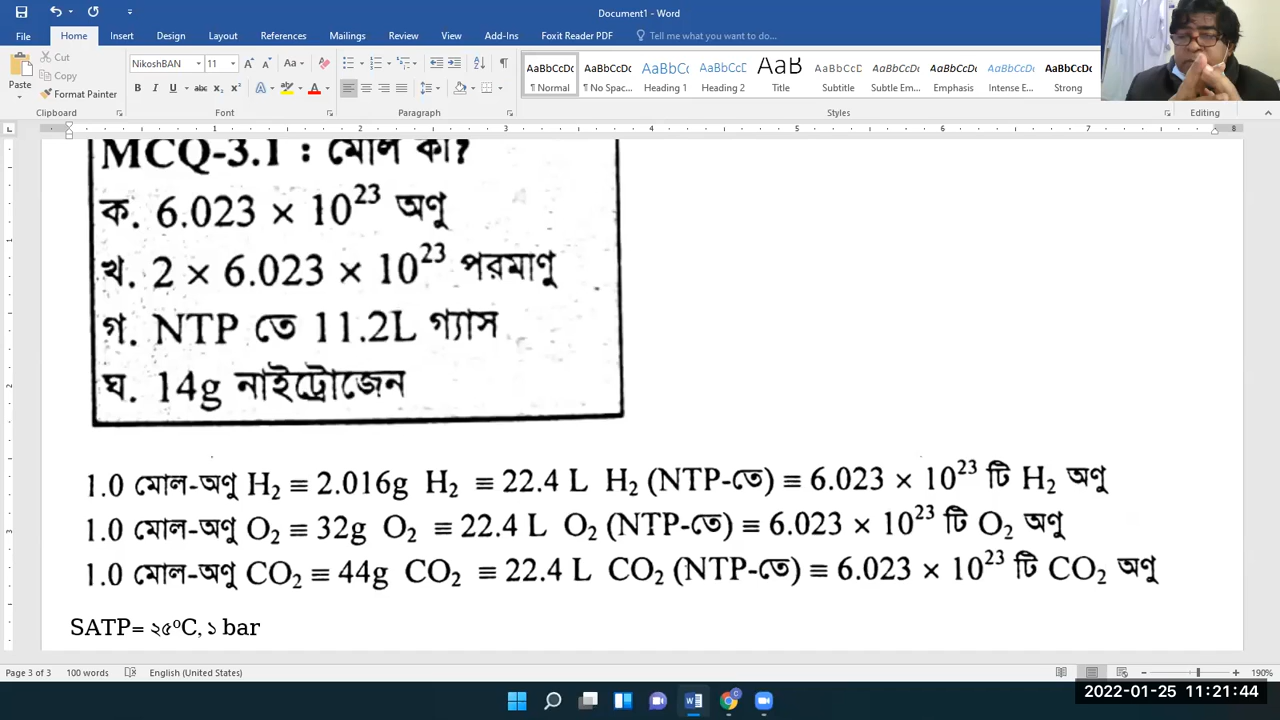 Document1 - Word
File Home Insert Design Layout References Mailings Review View Add-Ins Foxit Reader PDF Tell me what you want to do...
Paste
Cut
Copy
Format Painter
NikoshBAN 11
Clipboard Font Paragraph Styles Editing
AaBbCcDc AaBbCcDc AaBbCc AaBbCcC AaB AaBbCcD AaBbCcDt AaBbCcDt AaBbCcDt AaBbCcDc
¶ Normal ¶ No Spac... Heading 1 Heading 2 Title Subtitle Subtle Em... Emphasis Intense E... Strong
MCQ-3.1 : মোল কী?
ক. 6.023 × 10²³ অণু
খ. 2 × 6.023 × 10²³ পরমাণু
গ. NTP তে 11.2L গ্যাস
ঘ. 14g নাইট্রোজেন
1.0 মোল-অণু H₂ ≡ 2.016g H₂ ≡ 22.4 L H₂ (NTP-তে) ≡ 6.023 × 10²³ টি H₂ অণু
1.0 মোল-অণু O₂ ≡ 32g O₂ ≡ 22.4 L O₂ (NTP-তে) ≡ 6.023 × 10²³ টি O₂ অণু
1.0 মোল-অণু CO₂ ≡ 44g CO₂ ≡ 22.4 L CO₂ (NTP-তে) ≡ 6.023 × 10²³ টি CO₂ অণু
SATP= ২৫⁰C, ১ bar
Page 3 of 3 100 words English (United States) 190%
2022-01-25 11:21:44